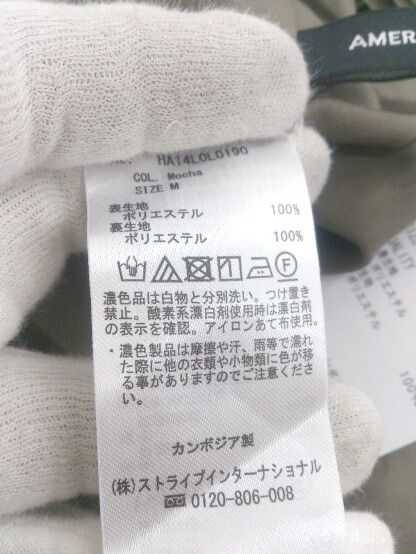 AMER
HA14L0L0190
COL. Mocha
SIZE M
表生地
ポリエステル 100%
裏生地
ポリエステル 100%
濃色品は白物と分別洗い。つけ置き
禁止。酸素系漂白剤使用時は漂白剤
の表示を確認。アイロンあて布使用。
・濃色製品は摩擦や汗、雨等で濡れ
た際に他の衣類や小物類に色が移
る事がありますのでご注意くださ
い。
カンボジア製
(株)ストライプインターナショナル
0120-806-008